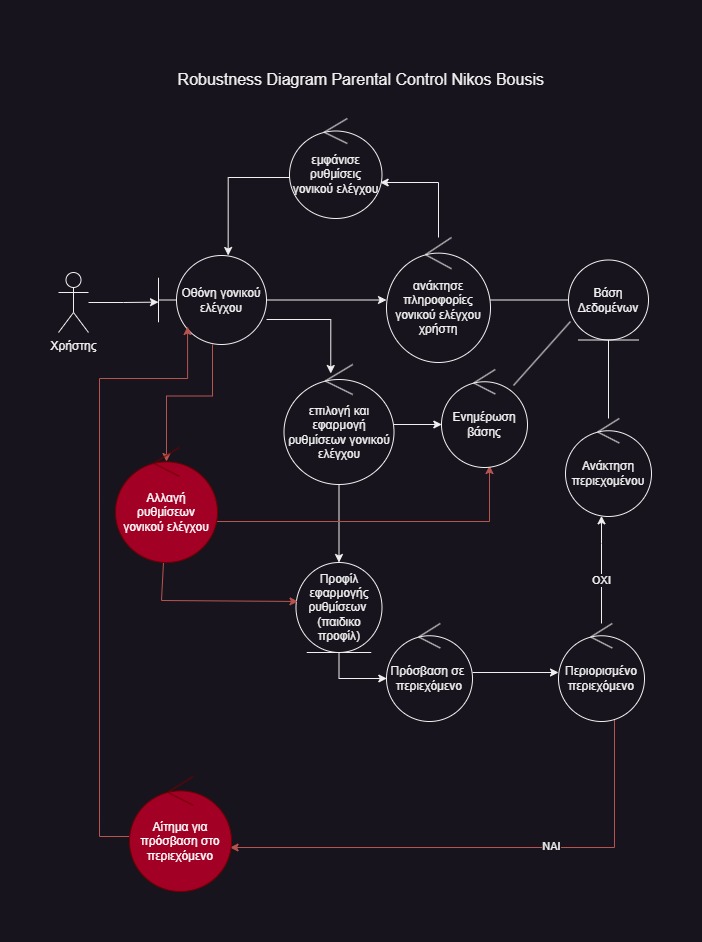 Robustness Diagram Parental Control Nikos Bousis
εμφάνισε
ρυθμίσεις
γονικού ελέγχου
Οθόνη γονικού
ελέγχου
ανάκτησε
πληροφορίες
γονικού ελέγχου
χρήστη
Βάση
Δεδομένων
Χρήστης
επιλογή και
εφαρμογή
ρυθμίσεων γονικού
ελέγχου
Ενημέρωση
βάσης
Ανάκτηση
περιεχομένου
Αλλαγή
ρυθμίσεων
γονικού ελέγχου
ΟΧΙ
Προφίλ
εφαρμογής
ρυθμίσεων
(παιδικο
προφίλ)
Πρόσβαση σε
περιεχόμενο
Περιορισμένο
περιεχόμενο
Αίτημα για
πρόσβαση στο
περιεχόμενο
ΝΑΙ